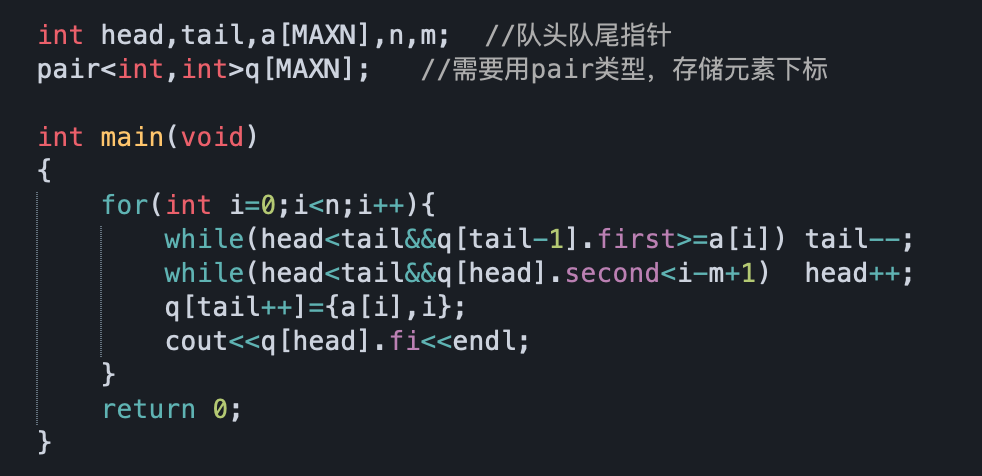 int head,tail,a[MAXN],n,m;  //队头队尾指针
pair<int,int>q[MAXN];   //需要用pair类型，存储元素下标
int main(void)
{
    for(int i=0;i<n;i++){
        while(head<tail&&q[tail-1].first>=a[i]) tail--;
        while(head<tail&&q[head].second<i-m+1)  head++;
        q[tail++]={a[i],i};
        cout<<q[head].fi<<endl;
    }
    return 0;
}